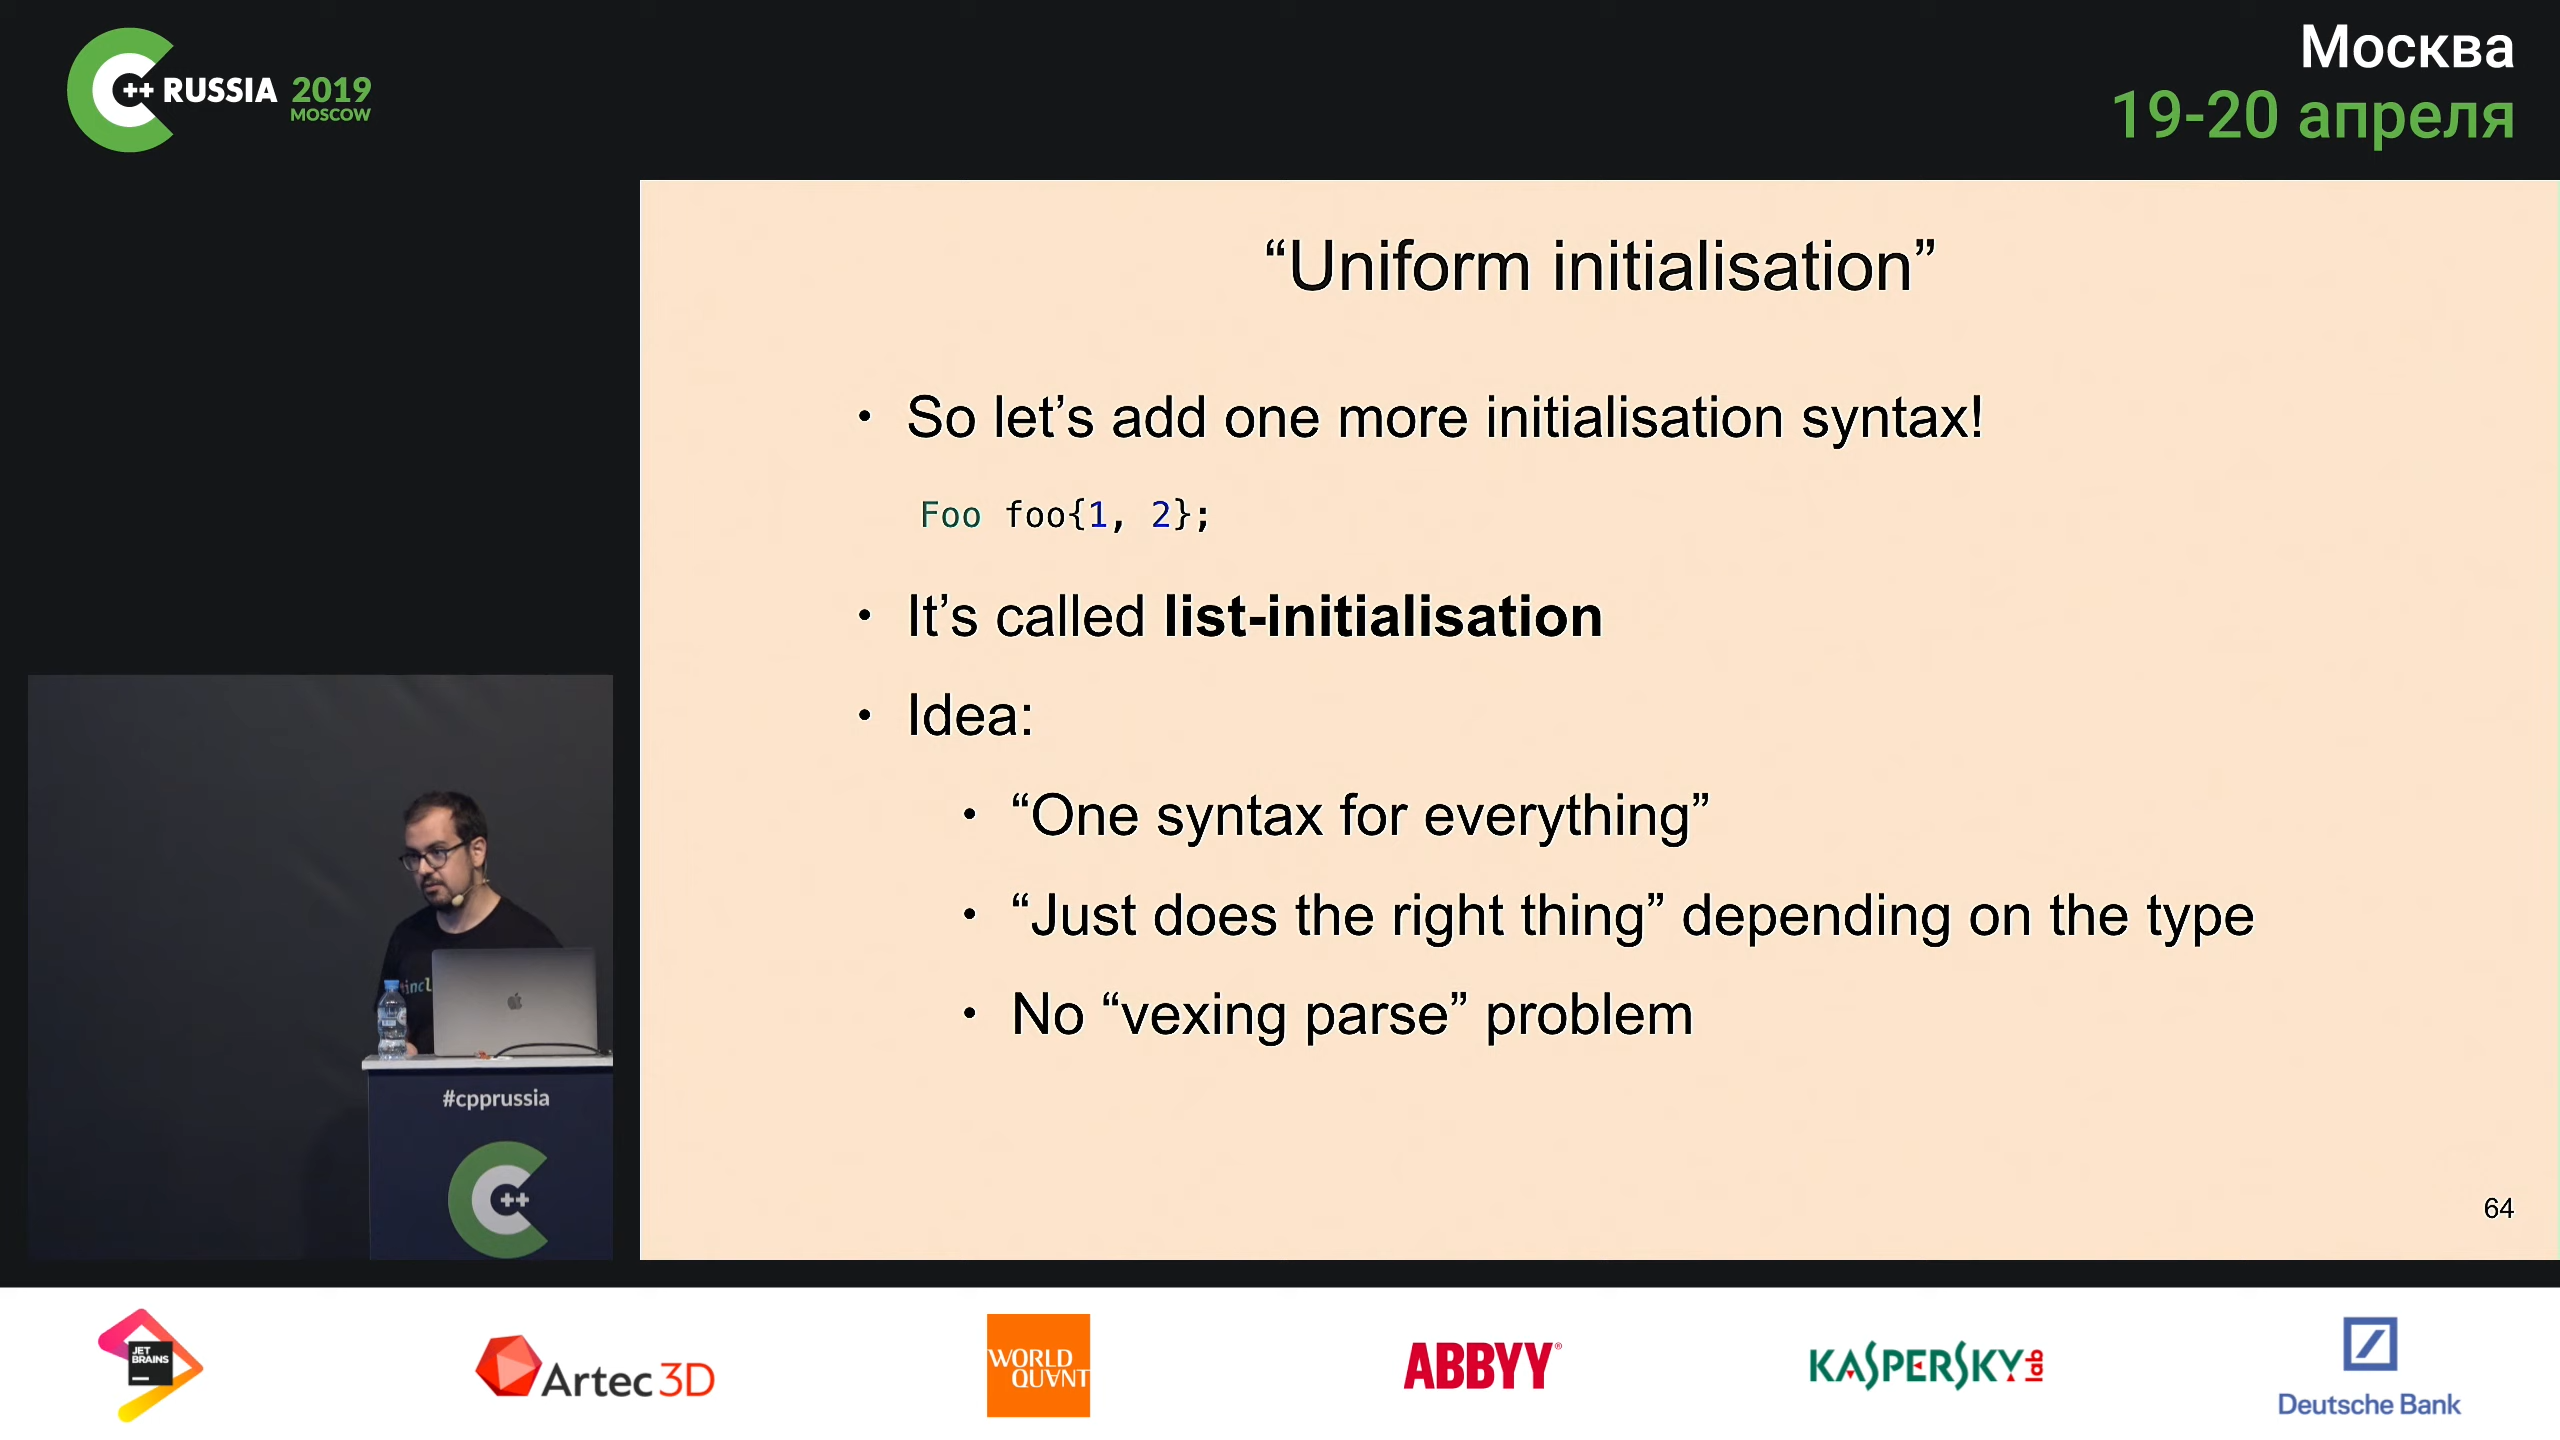 C++ RUSSIA 2019
MOSCOW
Москва
19-20 апреля
“Uniform initialisation”
• So let’s add one more initialisation syntax!
Foo foo{1, 2};
• It’s called list-initialisation
• Idea:
• “One syntax for everything”
• “Just does the right thing” depending on the type
• No “vexing parse” problem
64
incl
#cpprussia
C++
JET
BRAINS
Artec 3D
WORLD
QUANT
ABBYY®
KASPERSKY lab
Deutsche Bank